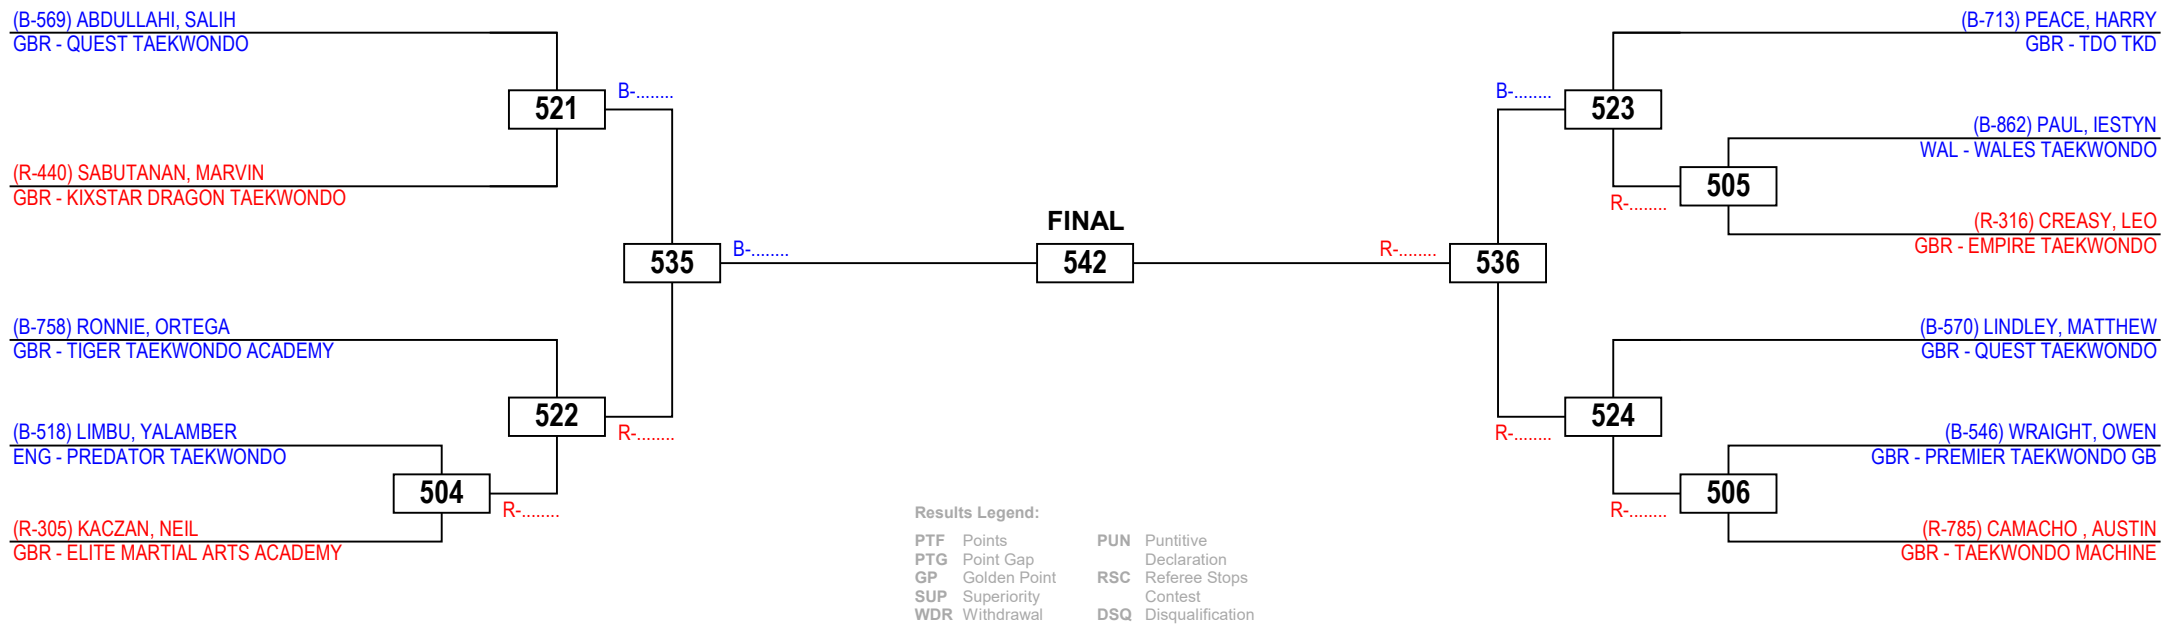 (B-569) ABDULLAHI, SALIH
GBR - QUEST TAEKWONDO
521
B-........
(R-440) SABUTANAN, MARVIN
GBR - KIXSTAR DRAGON TAEKWONDO
535
B-........
(B-758) RONNIE, ORTEGA
GBR - TIGER TAEKWONDO ACADEMY
522
R-........
(B-518) LIMBU, YALAMBER
ENG - PREDATOR TAEKWONDO
504
R-........
(R-305) KACZAN, NEIL
GBR - ELITE MARTIAL ARTS ACADEMY
FINAL
542
(B-713) PEACE, HARRY
GBR - TDO TKD
B-........
523
(B-862) PAUL, IESTYN
WAL - WALES TAEKWONDO
505
R-........
(R-316) CREASY, LEO
GBR - EMPIRE TAEKWONDO
R-........
536
(B-570) LINDLEY, MATTHEW
GBR - QUEST TAEKWONDO
524
R-........
(B-546) WRAIGHT, OWEN
GBR - PREMIER TAEKWONDO GB
506
R-........
(R-785) CAMACHO , AUSTIN
GBR - TAEKWONDO MACHINE
Results Legend:
PTF Points
PTG Point Gap
GP Golden Point
SUP Superiority
WDR Withdrawal
PUN Puntitive
Declaration
RSC Referee Stops
Contest
DSQ Disqualification